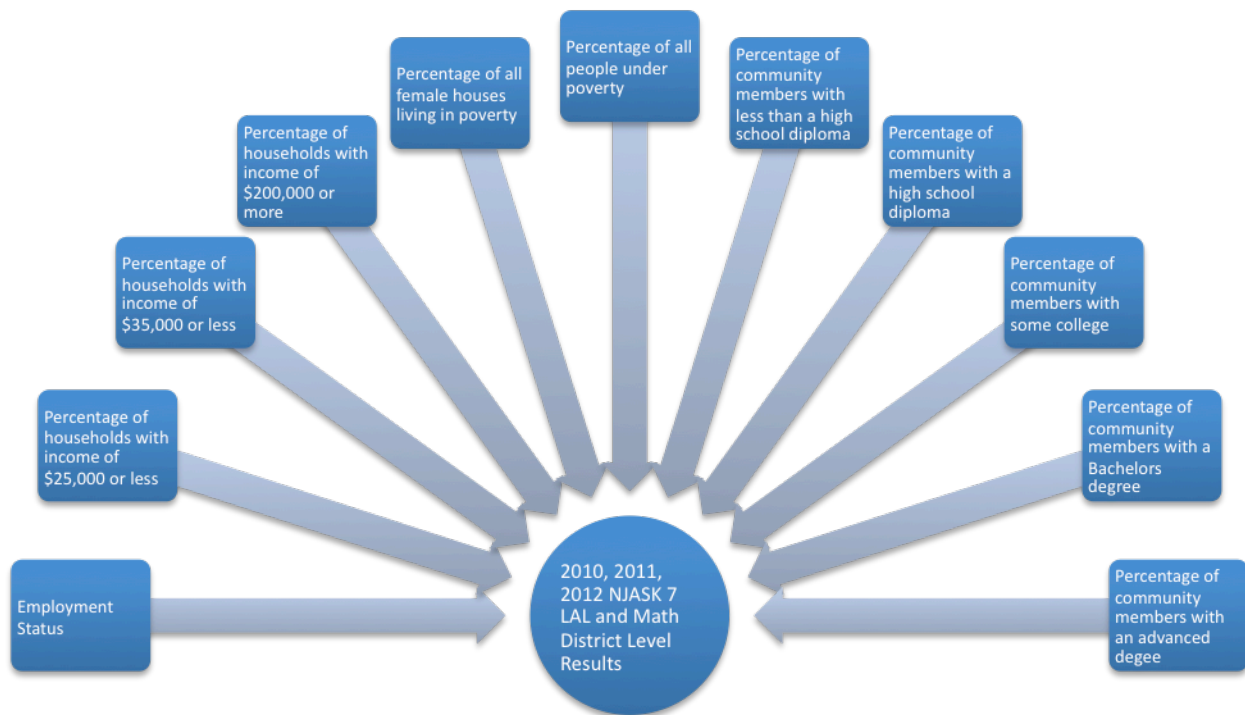 Employment
Status
Percentage of
households with
income of
$25,000 or less
Percentage of
households with
income of
$35,000 or less
Percentage of
households with
income of
$200,000 or
more
Percentage of all
female houses
living in poverty
Percentage of all
people under
poverty
Percentage of
community
members with
less than a high
school diploma
Percentage of
community
members with a
high school
diploma
Percentage of
community
members with
some college
Percentage of
community
members with a
Bachelors
degree
Percentage of
community
members with
an advanced
degee
2010, 2011,
2012 NJASK 7
LAL and Math
District Level
Results